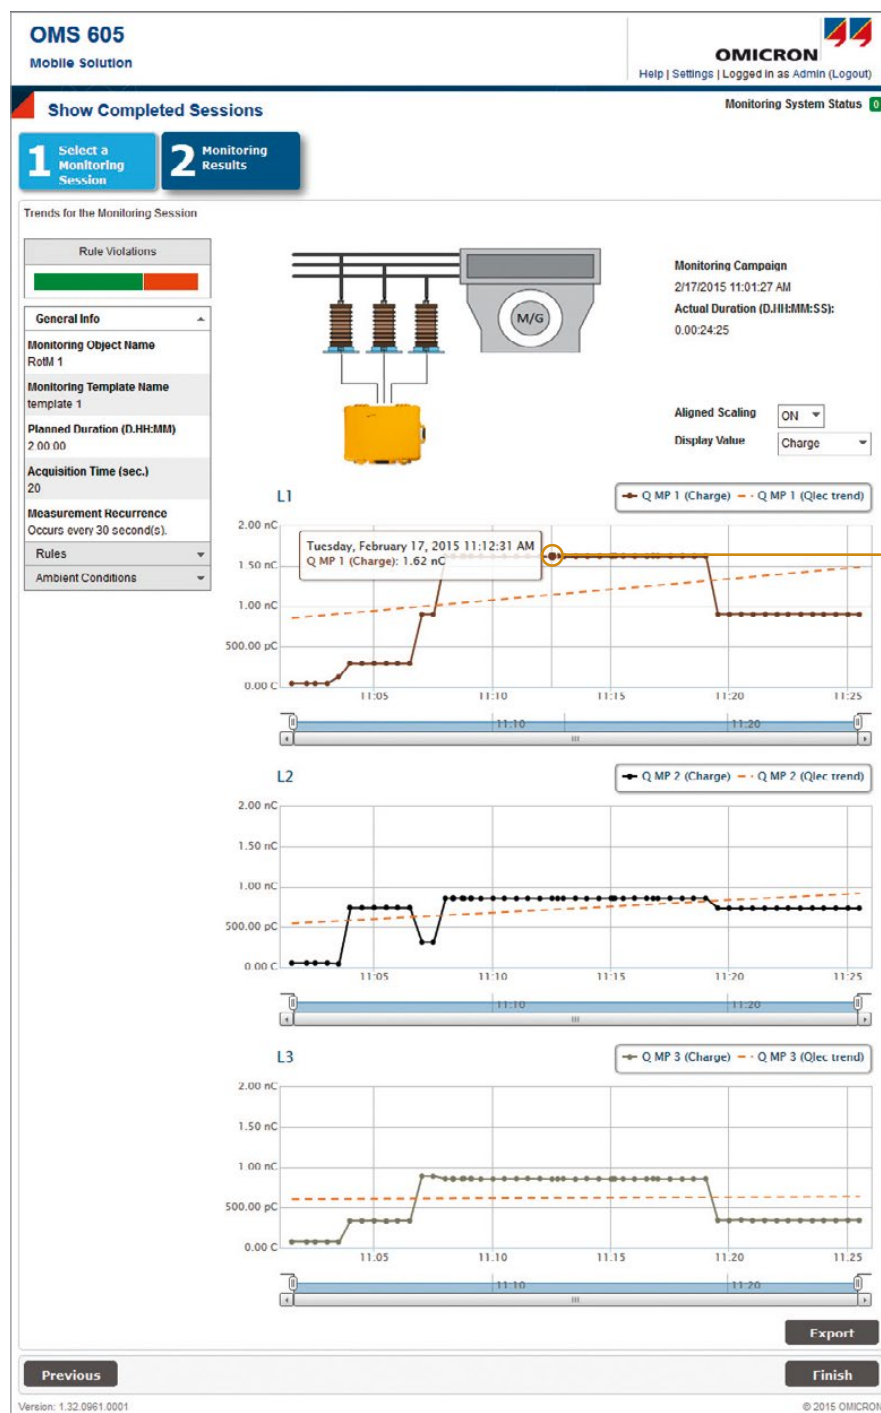 OMS 605
Mobile Solution
OMICRON
Help | Settings | Logged in as Admin (Logout)
Show Completed Sessions
Monitoring System Status 0
1 Select a Monitoring Session
2 Monitoring Results
Trends for the Monitoring Session
Rule Violations
General Info
Monitoring Object Name
RotM 1
Monitoring Template Name
template 1
Planned Duration (D.HH:MM)
2.00:00
Acquisition Time (sec.)
20
Measurement Recurrence
Occurs every 30 second(s).
Rules
Ambient Conditions
M/G
Monitoring Campaign
2/17/2015 11:01:27 AM
Actual Duration (D.HH:MM:SS):
0.00:24:25
Aligned Scaling ON
Display Value Charge
L1
Q MP 1 (Charge) Q MP 1 (Qlec trend)
2.00 nC
Tuesday, February 17, 2015 11:12:31 AM
Q MP 1 (Charge): 1.62 nC
1.50 nC
1.00 nC
500.00 pC
0.00 C
11:05 11:10 11:15 11:20 11:25
11:10 11:20
L2
Q MP 2 (Charge) Q MP 2 (Qlec trend)
2.00 nC
1.50 nC
1.00 nC
500.00 pC
0.00 C
11:05 11:10 11:15 11:20 11:25
11:10 11:20
L3
Q MP 3 (Charge) Q MP 3 (Qlec trend)
2.00 nC
1.50 nC
1.00 nC
500.00 pC
0.00 C
11:05 11:10 11:15 11:20 11:25
11:10 11:20
Export
Previous
Finish
Version: 1.32.0961.0001
© 2015 OMICRON